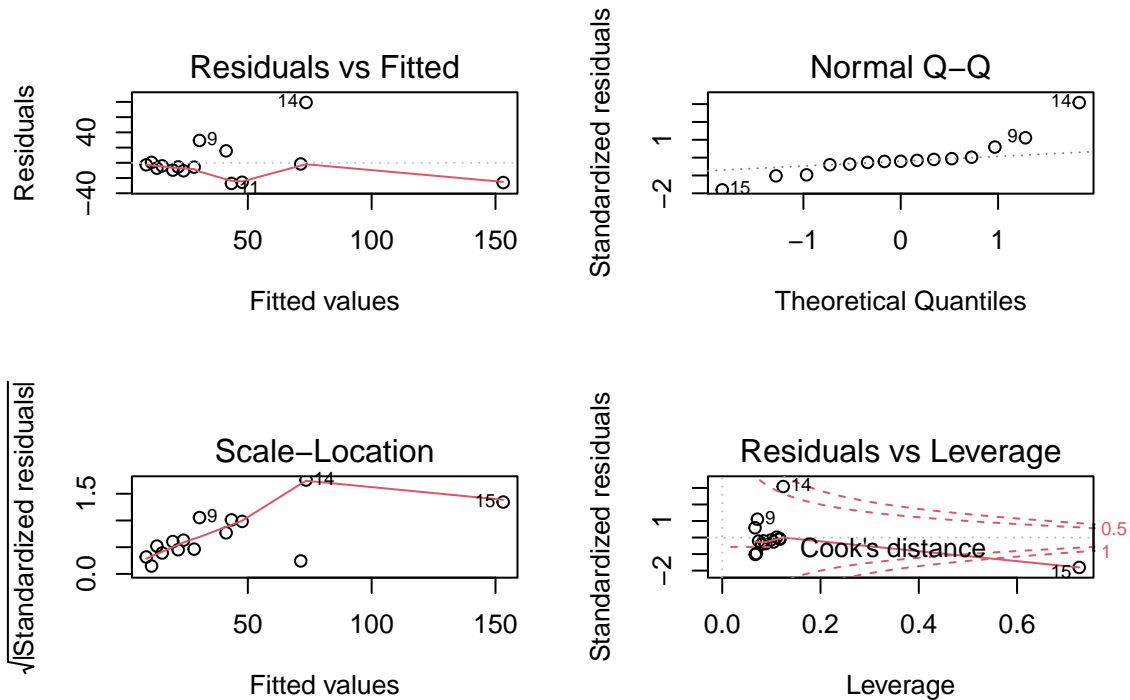 Residuals vs Fitted
Residuals
40
−40
14
9
11
50 100 150
Fitted values
Normal Q−Q
Standardized residuals
1
−2
14
9
15
−1 0 1
Theoretical Quantiles
Scale−Location
√|Standardized residuals|
1.5
0.0
14
9
15
50 100 150
Fitted values
Residuals vs Leverage
Standardized residuals
1
−2
14
9
15
Cook's distance
0.5
1
0.0 0.2 0.4 0.6
Leverage